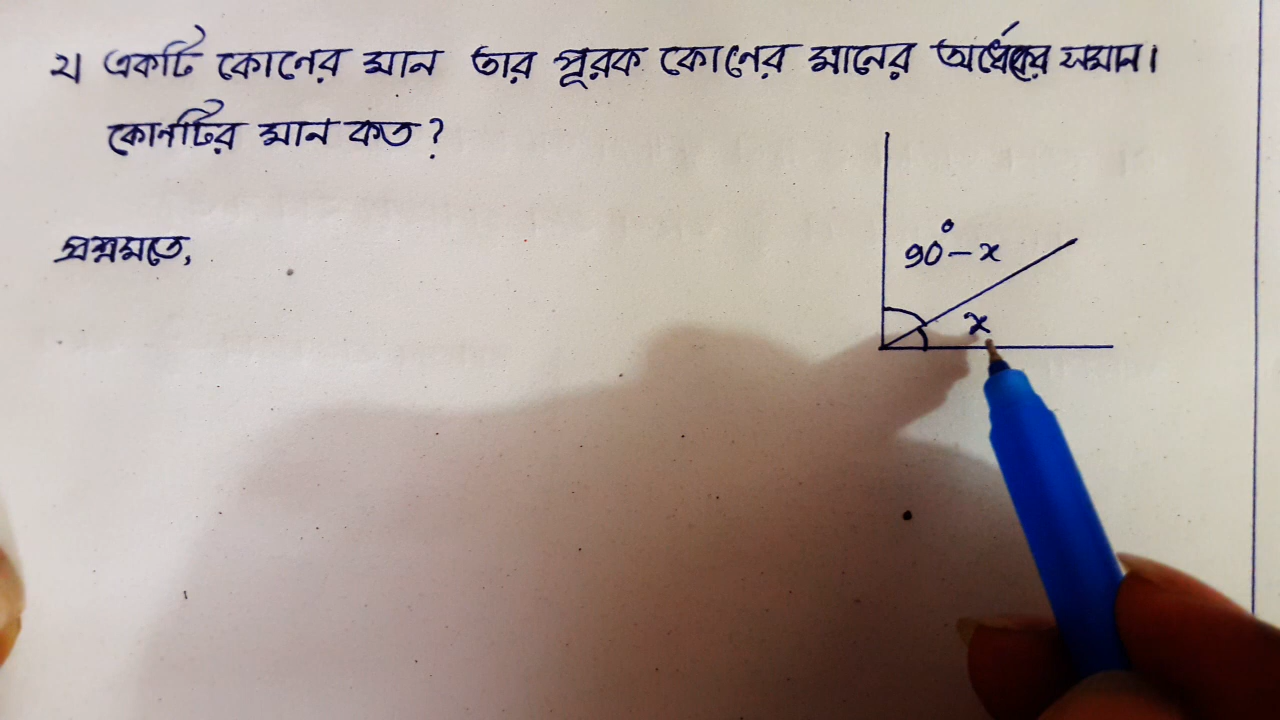 ২। একটি কোণের মান তার পূরক কোণের মানের অর্ধেকের সমান।
কোণটির মান কত?
প্রশ্নমতে,
90° - x
x